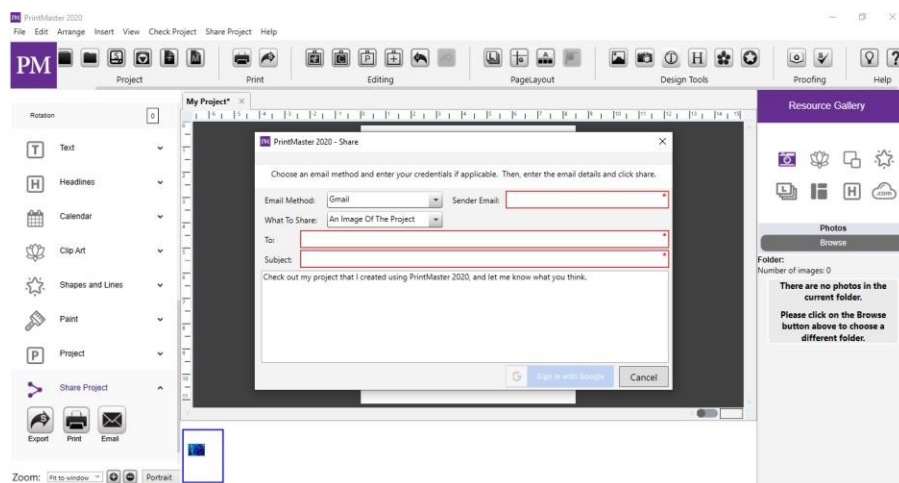 PM PrintMaster 2020
File Edit Arrange Insert View Check Project Share Project Help
PM
Project
Print
Editing
PageLayout
Design Tools
Proofing
Help
My Project*
Rotation 0
T Text
H Headlines
Calendar
Clip Art
Shapes and Lines
Paint
P Project
Share Project
Export Print Email
Zoom: Fit to window Portrait
PM PrintMaster 2020 - Share
Choose an email method and enter your credentials if applicable. Then, enter the email details and click share.
Email Method: Gmail Sender Email: *
What To Share: An Image Of The Project
To: *
Subject: *
Check out my project that I created using PrintMaster 2020, and let me know what you think.
G Sign in with Google Cancel
Resource Gallery
L H .com
Photos
Browse
Folder:
Number of images: 0
There are no photos in the
current folder.
Please click on the Browse
button above to choose a
different folder.